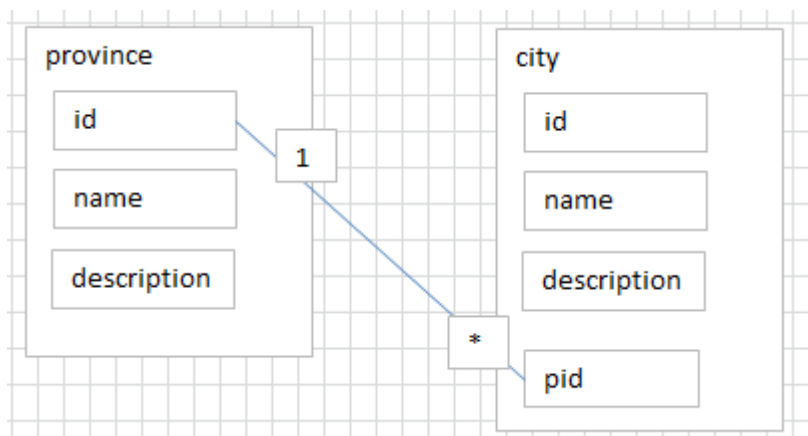 province
id
name
description
1
*
city
id
name
description
pid